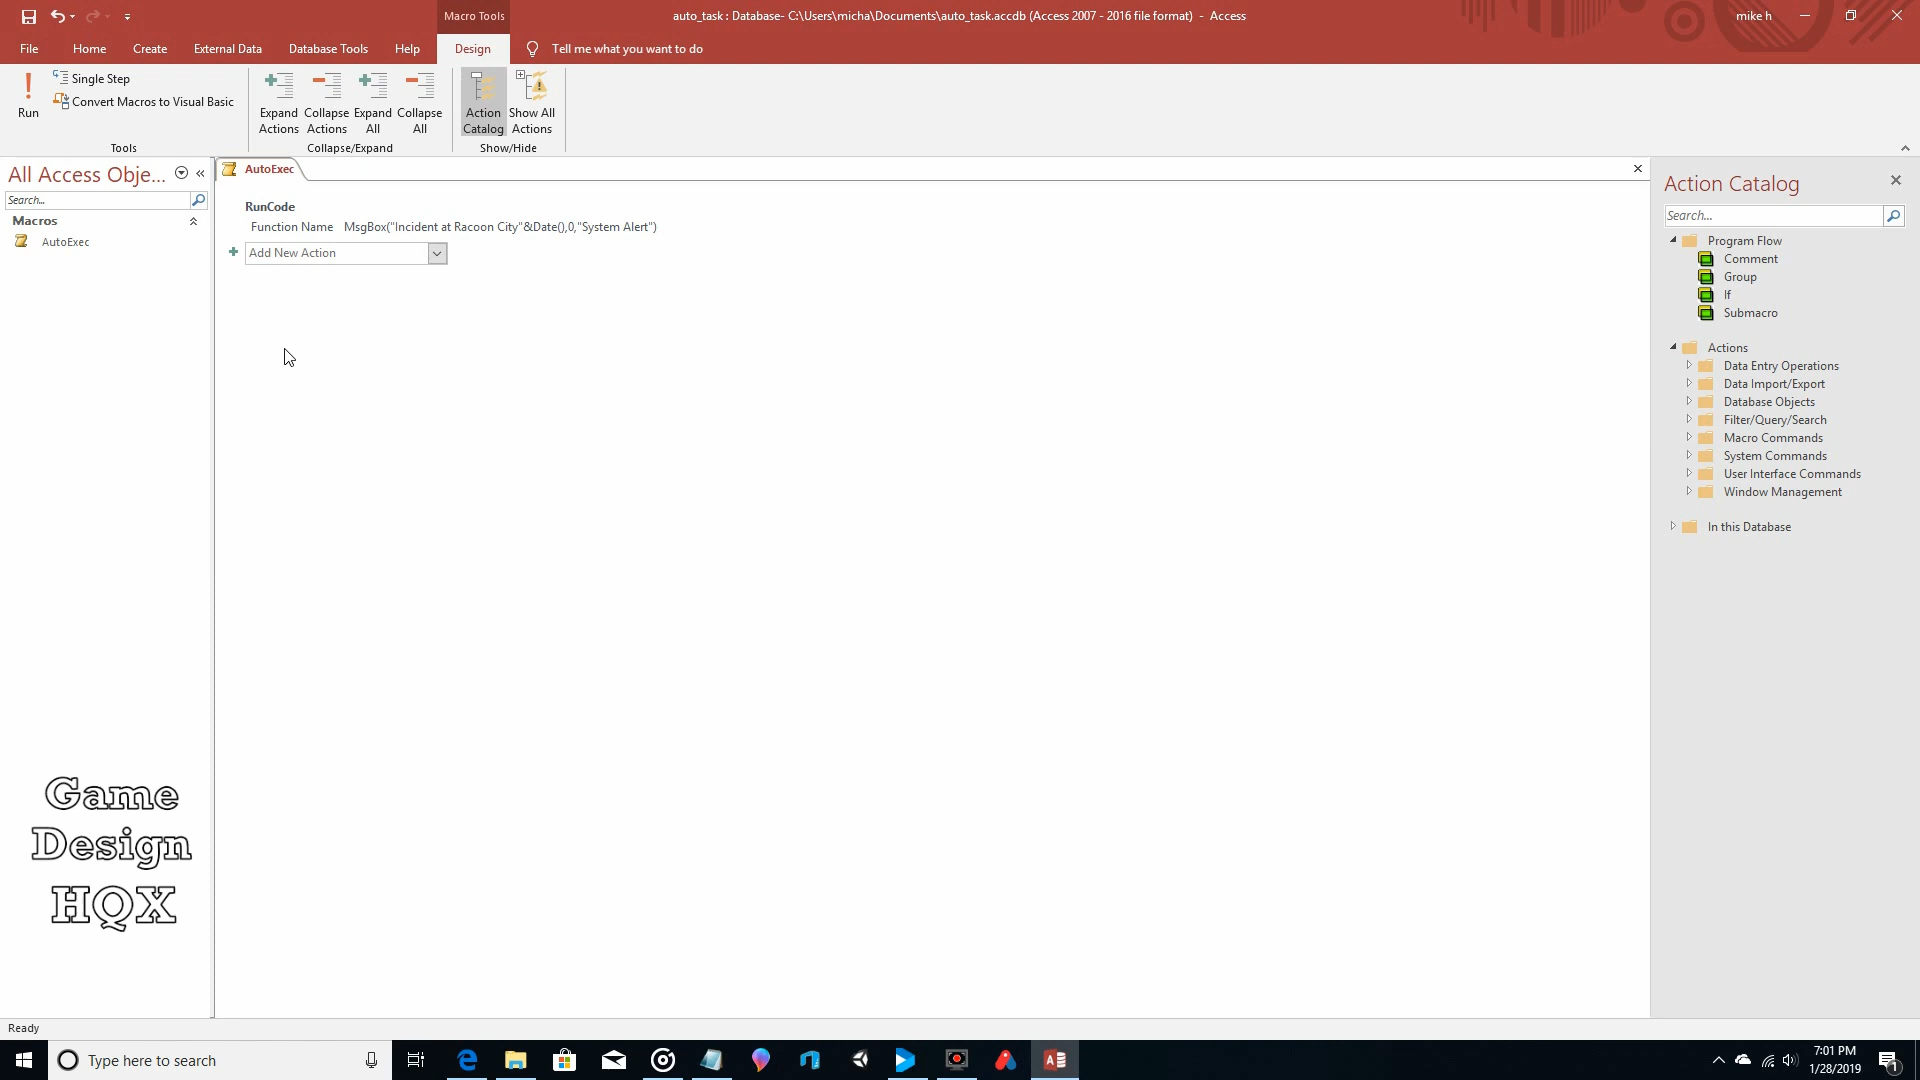 Macro Tools
auto_task : Database- C:\Users\micha\Documents\auto_task.accdb (Access 2007 - 2016 file format) - Access
mike h
File
Home
Create
External Data
Database Tools
Help
Design
Tell me what you want to do
Run
Single Step
Convert Macros to Visual Basic
Tools
Expand Actions
Collapse Actions
Expand All
Collapse All
Collapse/Expand
Action Catalog
Show All Actions
Show/Hide
All Access Obje...
Search...
Macros
AutoExec
AutoExec
RunCode
Function Name MsgBox("Incident at Racoon City"&Date(),0,"System Alert")
Add New Action
Action Catalog
Search...
Program Flow
Comment
Group
If
Submacro
Actions
Data Entry Operations
Data Import/Export
Database Objects
Filter/Query/Search
Macro Commands
System Commands
User Interface Commands
Window Management
In this Database
Game
Design
HQX
Ready
Type here to search
7:01 PM
1/28/2019
1